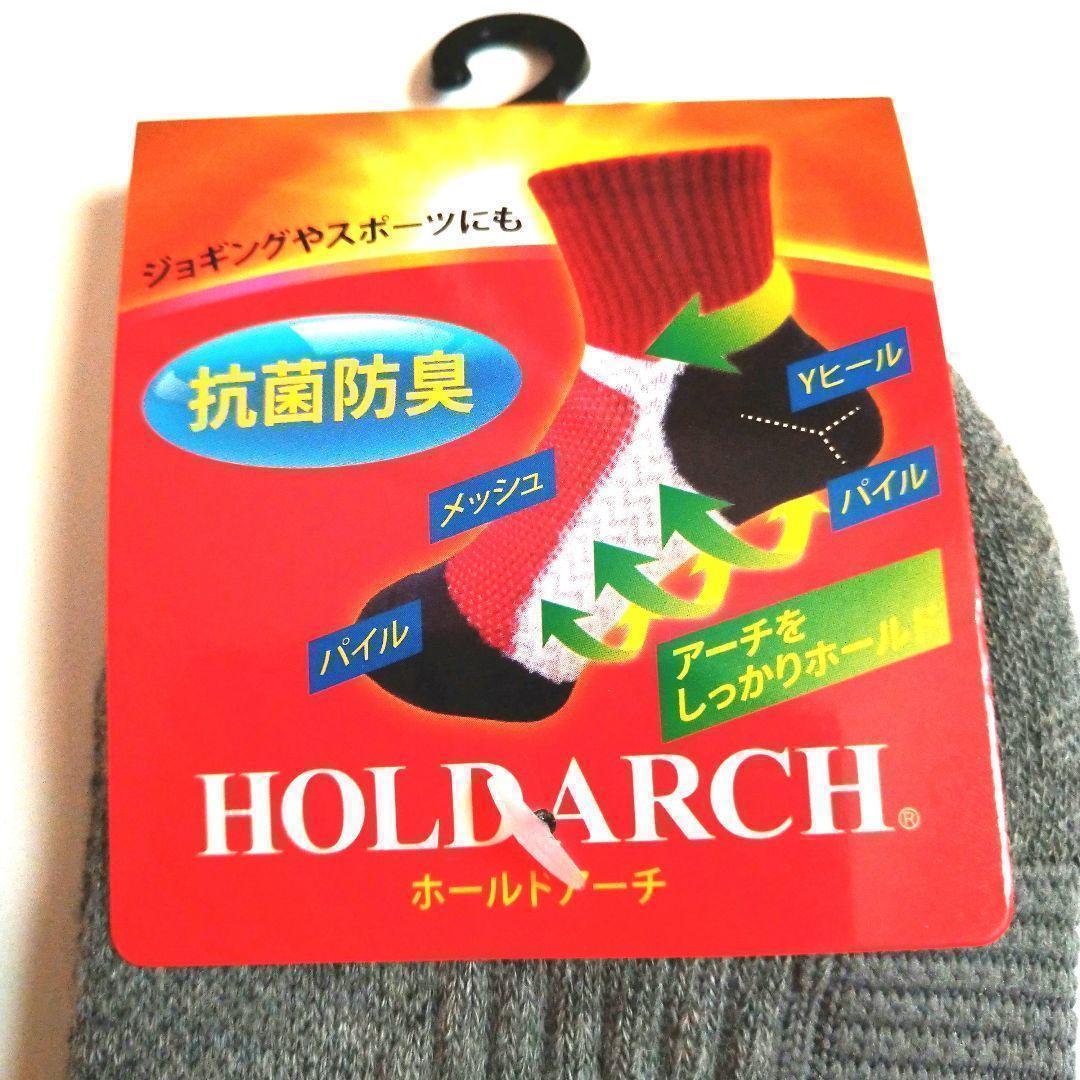 ジョギングやスポーツにも
抗菌防臭
Yヒール
メッシュ
パイル
パイル
アーチを
しっかりホールド
HOLD ARCH®
ホールドアーチ